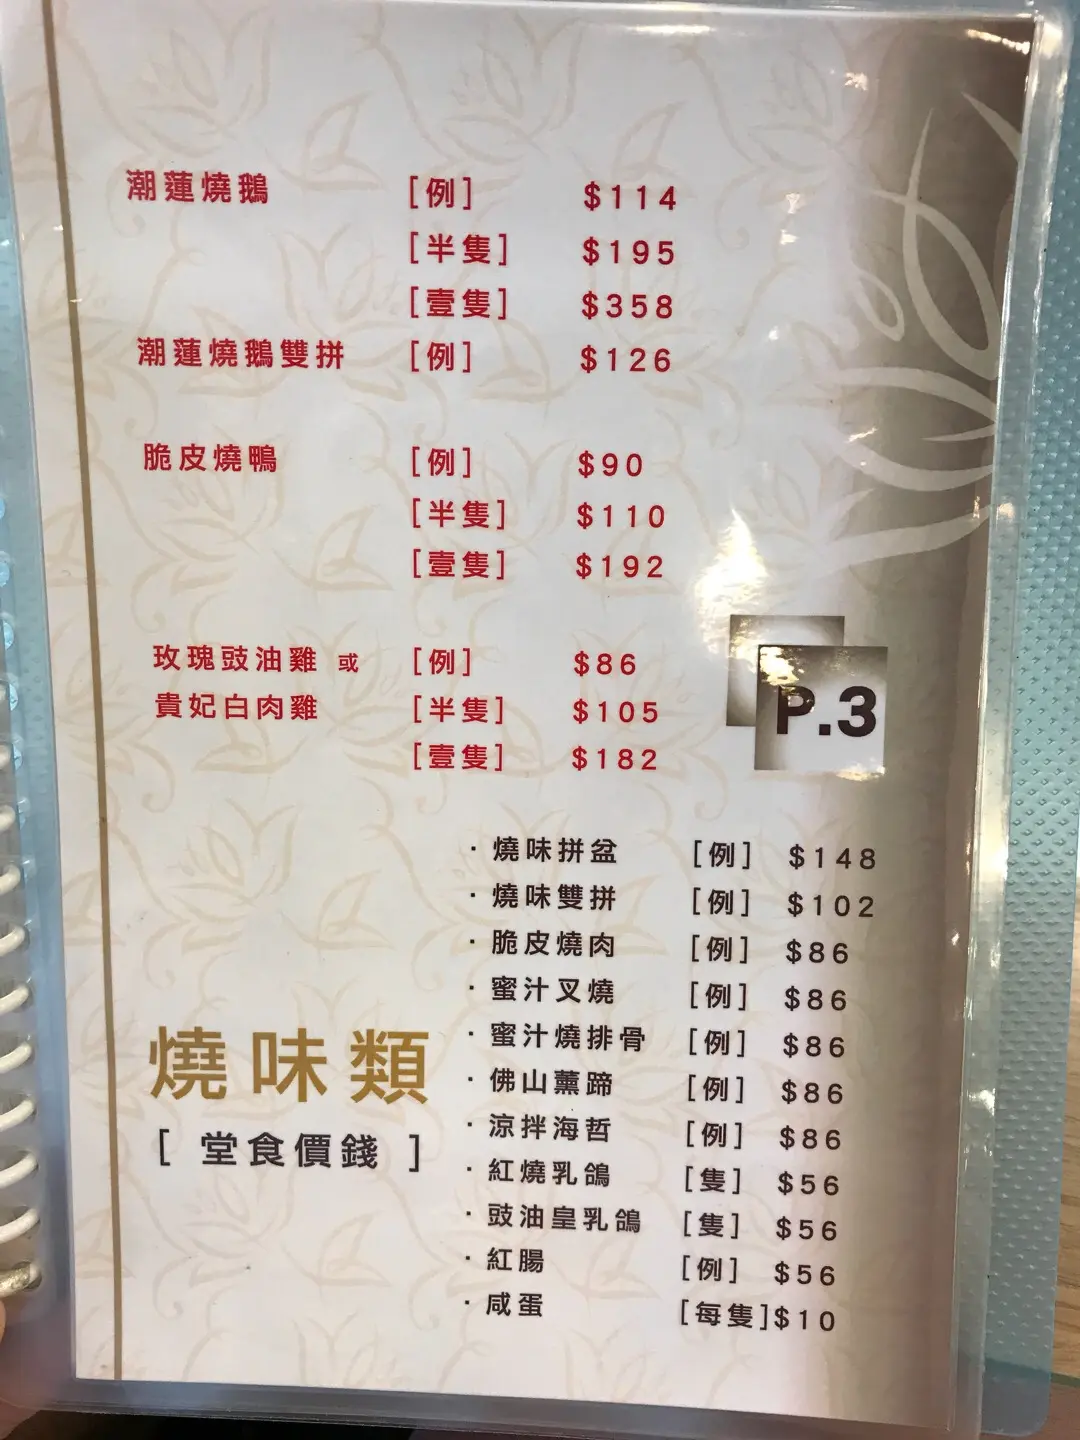 潮蓮燒鵝 [例] $114
[半隻] $195
[壹隻] $358
潮蓮燒鵝雙拼 [例] $126
脆皮燒鴨 [例] $90
[半隻] $110
[壹隻] $192
玫瑰豉油雞 或 [例] $86
貴妃白肉雞 [半隻] $105
[壹隻] $182
P.3
· 燒味拼盆 [例] $148
· 燒味雙拼 [例] $102
· 脆皮燒肉 [例] $86
· 蜜汁叉燒 [例] $86
· 蜜汁燒排骨 [例] $86
· 佛山薰蹄 [例] $86
· 涼拌海哲 [例] $86
· 紅燒乳鴿 [隻] $56
· 豉油皇乳鴿 [隻] $56
· 紅腸 [例] $56
· 咸蛋 [每隻] $10
燒味類
[ 堂食價錢 ]